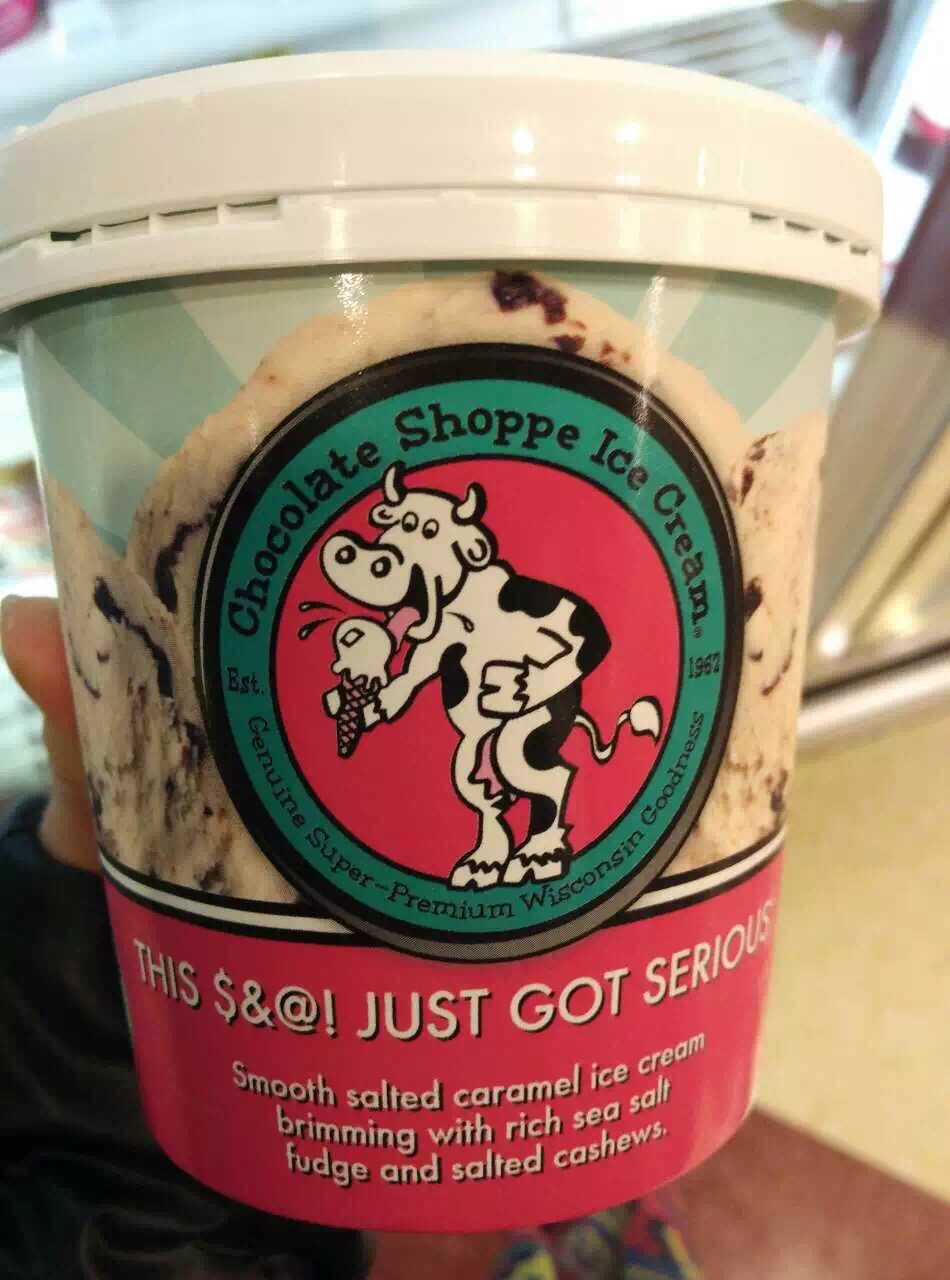 Chocolate Shoppe Ice Cream
Est. 1962
Genuine Super-Premium Wisconsin Goodness
THIS $&@! JUST GOT SERIOUS
Smooth salted caramel ice cream
brimming with rich sea salt
fudge and salted cashews.